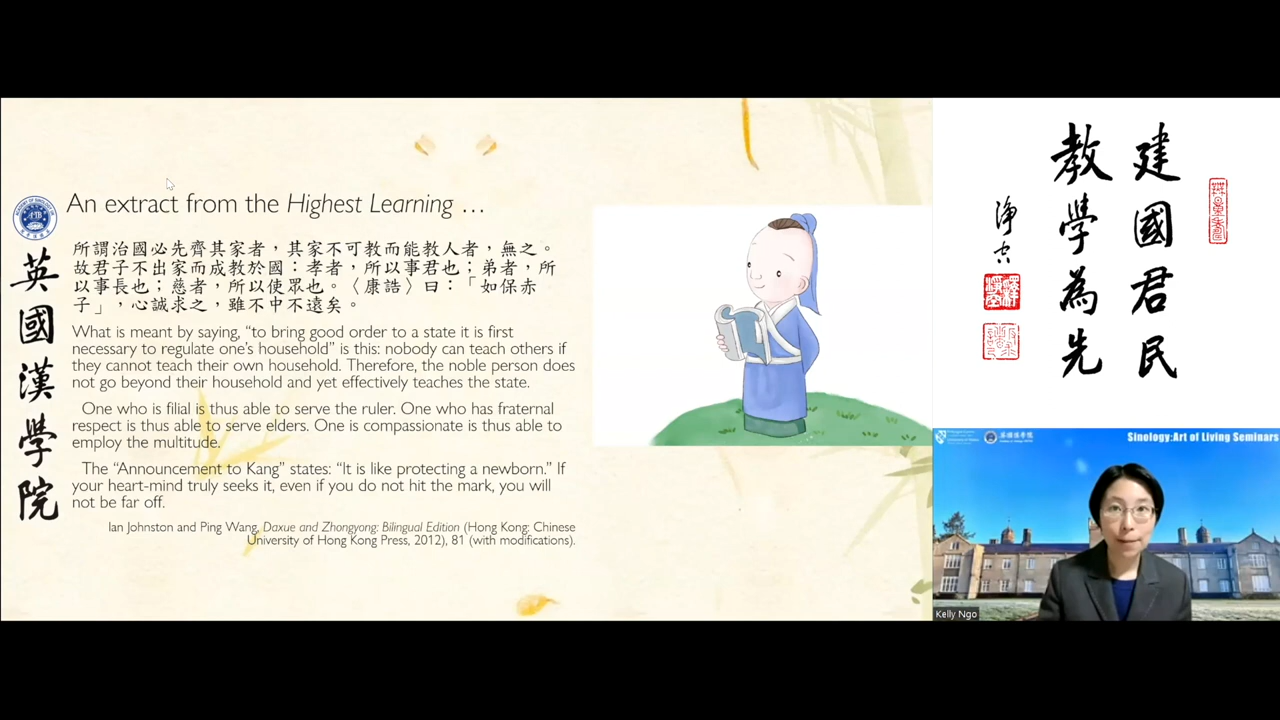 An extract from the Highest Learning …
所謂治國必先齊其家者，其家不可教而能教人者，無之。
故君子不出家而成教於國：孝者，所以事君也；弟者，所
以事長也；慈者，所以使眾也。〈康誥〉曰：「如保赤
子」，心誠求之，雖不中不遠矣。
What is meant by saying, “to bring good order to a state it is first
necessary to regulate one’s household” is this: nobody can teach others if
they cannot teach their own household. Therefore, the noble person does
not go beyond their household and yet effectively teaches the state.
One who is filial is thus able to serve the ruler. One who has fraternal
respect is thus able to serve elders. One is compassionate is thus able to
employ the multitude.
The “Announcement to Kang” states: “It is like protecting a newborn.” If
your heart-mind truly seeks it, even if you do not hit the mark, you will
not be far off.
Ian Johnston and Ping Wang, Daxue and Zhongyong: Bilingual Edition (Hong Kong: Chinese
University of Hong Kong Press, 2012), 81 (with modifications).
英國漢學院
建國君民
教學為先
淨空
英國漢學院
Sinology:Art of Living Seminars
Kelly Ngo